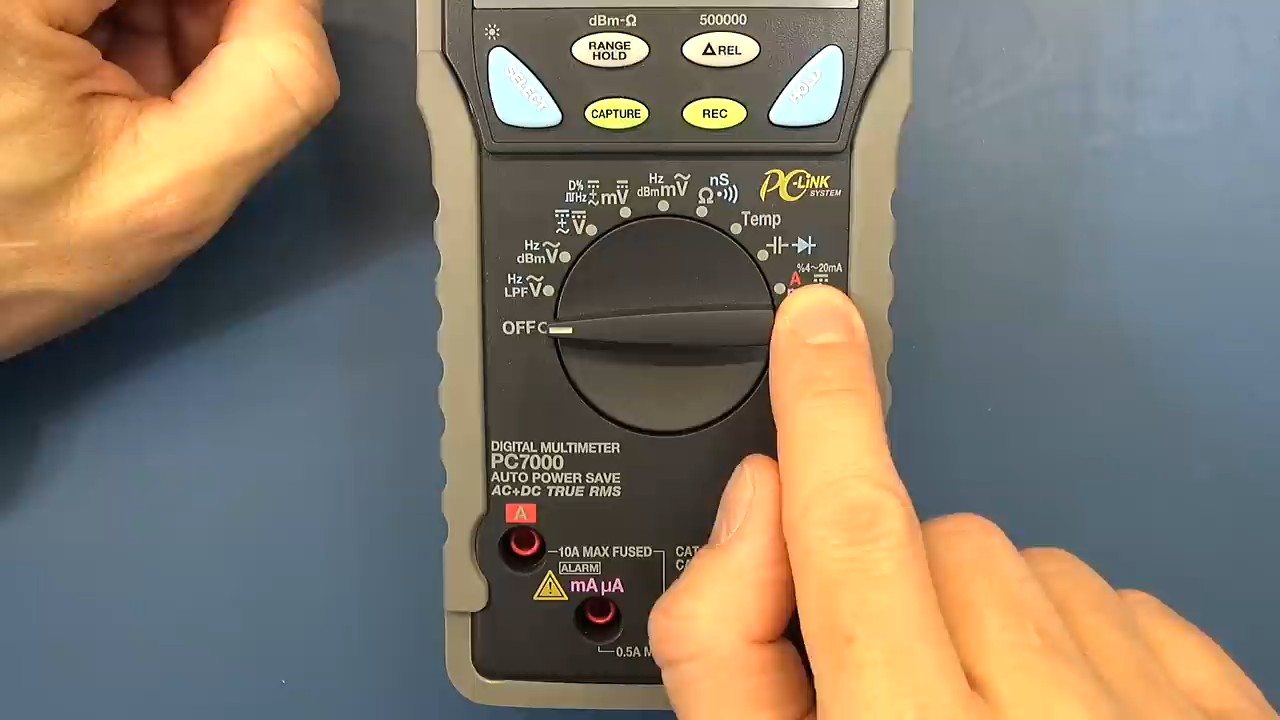 dBm-Ω 500000
RANGE HOLD
△REL
SELECT
HOLD
CAPTURE
REC
PC-LiNK SYSTEM
D% Hz mV
Hz dBm mV
nS Ω
V
Temp
Hz dBm V
%4~20mA
A
Hz LPF V
OFF
DIGITAL MULTIMETER
PC7000
AUTO POWER SAVE
AC+DC TRUE RMS
A
10A MAX FUSED
ALARM
mA µA
0.5A